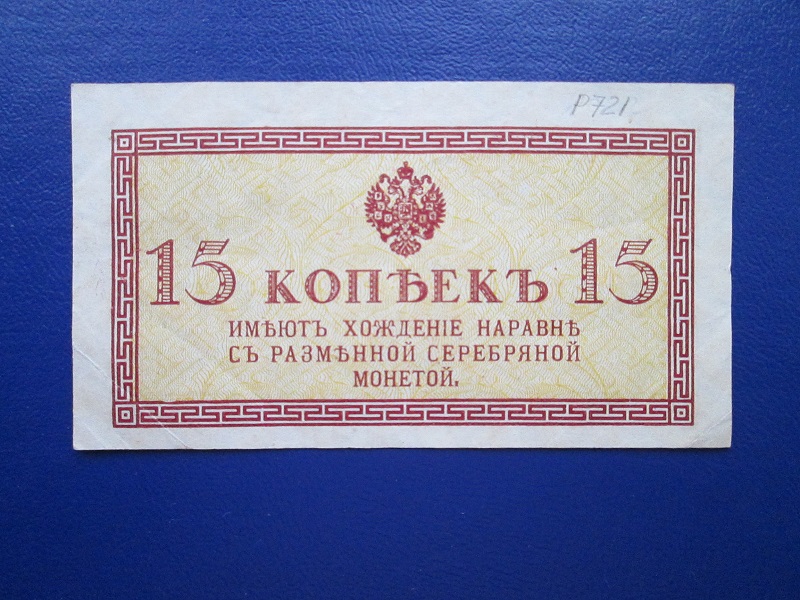 P721
15 КОПѢЕКЪ 15
ИМѢЮТЪ ХОЖДЕНІЕ НАРАВНѢ
СЪ РАЗМѢННОЙ СЕРЕБРЯНОЙ
МОНЕТОЙ.